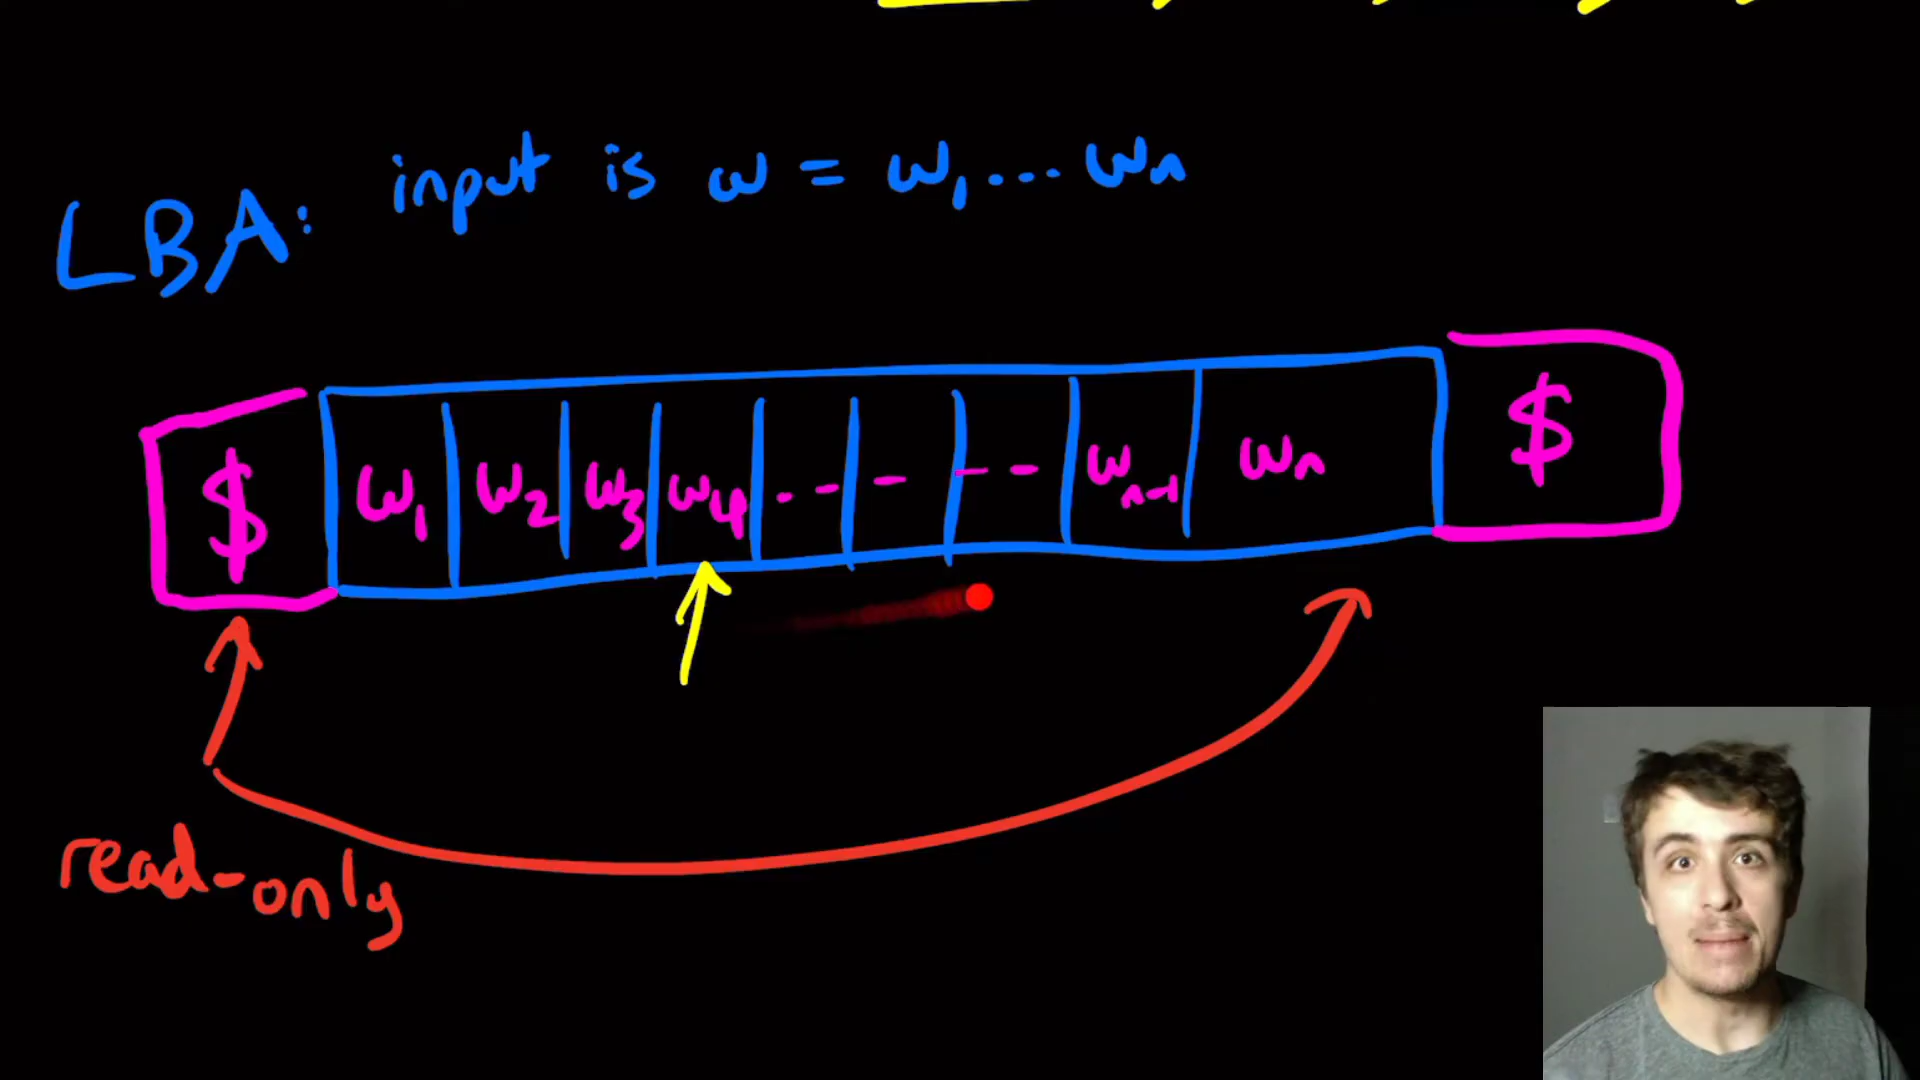 LBA: input is w = w₁...wₙ
$ w₁ w₂ w₃ w₄ -- - -- wₙ₋₁ wₙ $
read-only